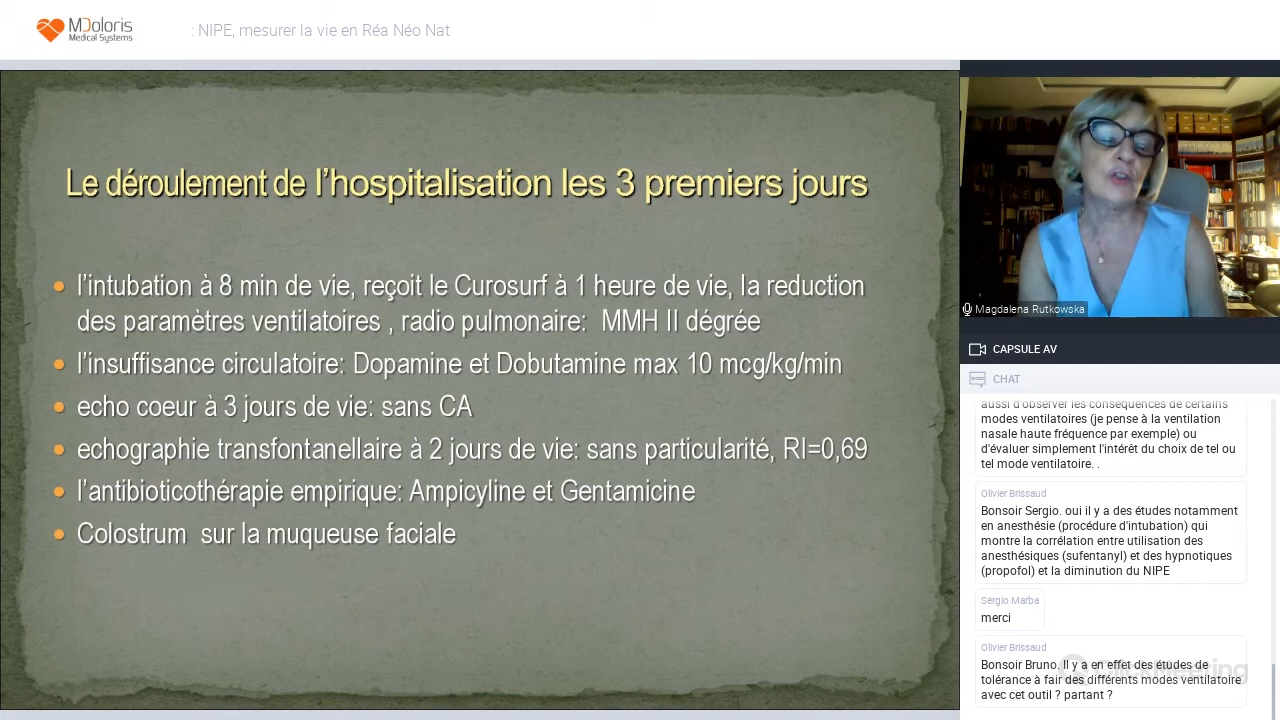 MDoloris
Medical Systems
: NIPE, mesurer la vie en Réa Néo Nat
Le déroulement de l'hospitalisation les 3 premiers jours
• l'intubation à 8 min de vie, reçoit le Curosurf à 1 heure de vie, la reduction
des paramètres ventilatoires , radio pulmonaire: MMH II dégrée
• l'insuffisance circulatoire: Dopamine et Dobutamine max 10 mcg/kg/min
• echo coeur à 3 jours de vie: sans CA
• echographie transfontanellaire à 2 jours de vie: sans particularité, RI=0,69
• l'antibioticothérapie empirique: Ampicyline et Gentamicine
• Colostrum sur la muqueuse faciale
Magdalena Rutkowska
CAPSULE AV
CHAT
aussi d'observer les conséquences de certains
modes ventilatoires (je pense à la ventilation
nasale haute fréquence par exemple) ou
d'évaluer simplement l'intérêt du choix de tel ou
tel mode ventilatoire. .
Olivier Brissaud
Bonsoir Sergio. oui il y a des études notamment
en anesthésie (procédure d'intubation) qui
montre la corrélation entre utilisation des
anesthésiques (sufentanyl) et des hypnotiques
(propofol) et la diminution du NIPE
Sérgio Marba
merci
Olivier Brissaud
Bonsoir Bruno. Il y a en effet des études de
tolérance à fair des différents modes ventilatoire
avec cet outil ? partant ?